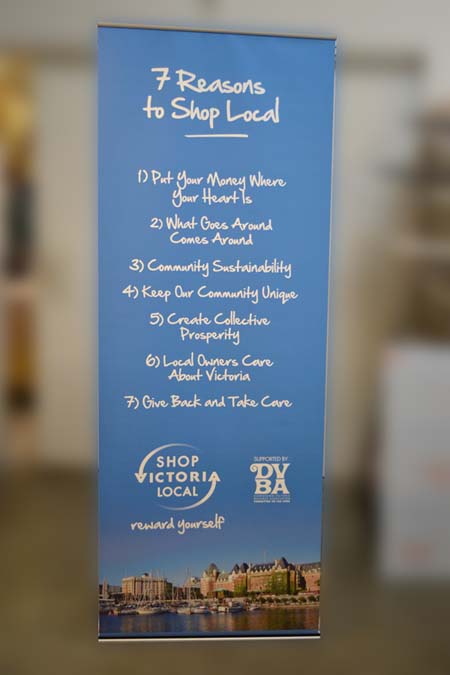 7 Reasons
to Shop Local
1) Put Your Money Where
Your Heart Is
2) What Goes Around
Comes Around
3) Community Sustainability
4) Keep Our Community Unique
5) Create Collective
Prosperity
6) Local Owners Care
About Victoria
7) Give Back and Take Care
SHOP
VICTORIA
LOCAL
reward yourself
SUPPORTED BY
DV
BA